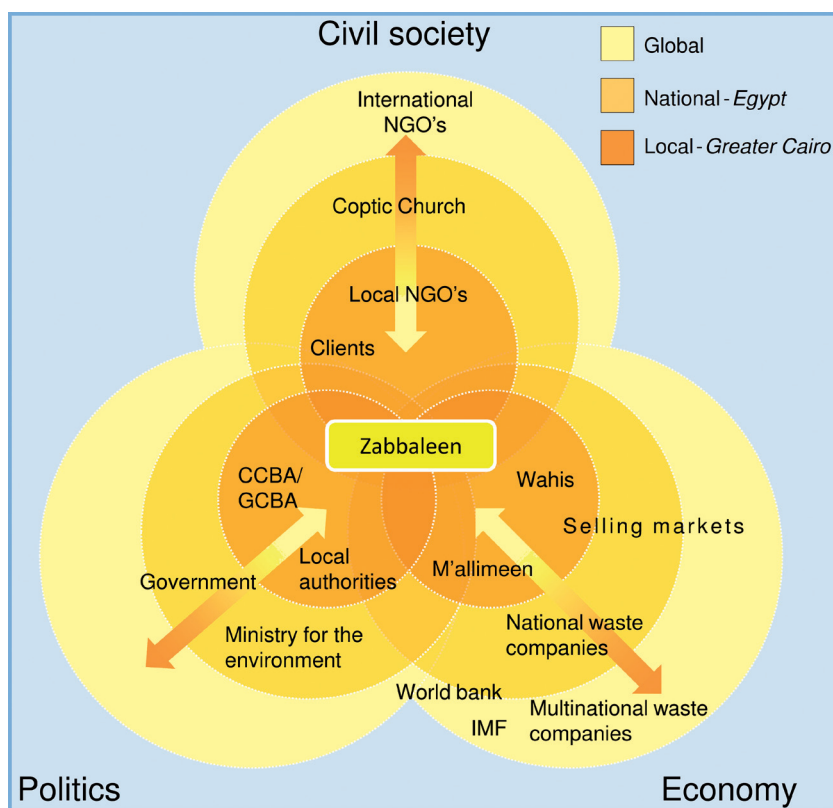 Civil society
Global
National - Egypt
Local - Greater Cairo
International
NGO's
Coptic Church
Local NGO's
Clients
Zabbaleen
CCBA/
GCBA
Wahis
Selling markets
Local
authorities
Government
M'allimeen
Ministry for the
environment
National waste
companies
World bank
IMF
Multinational waste
companies
Politics
Economy